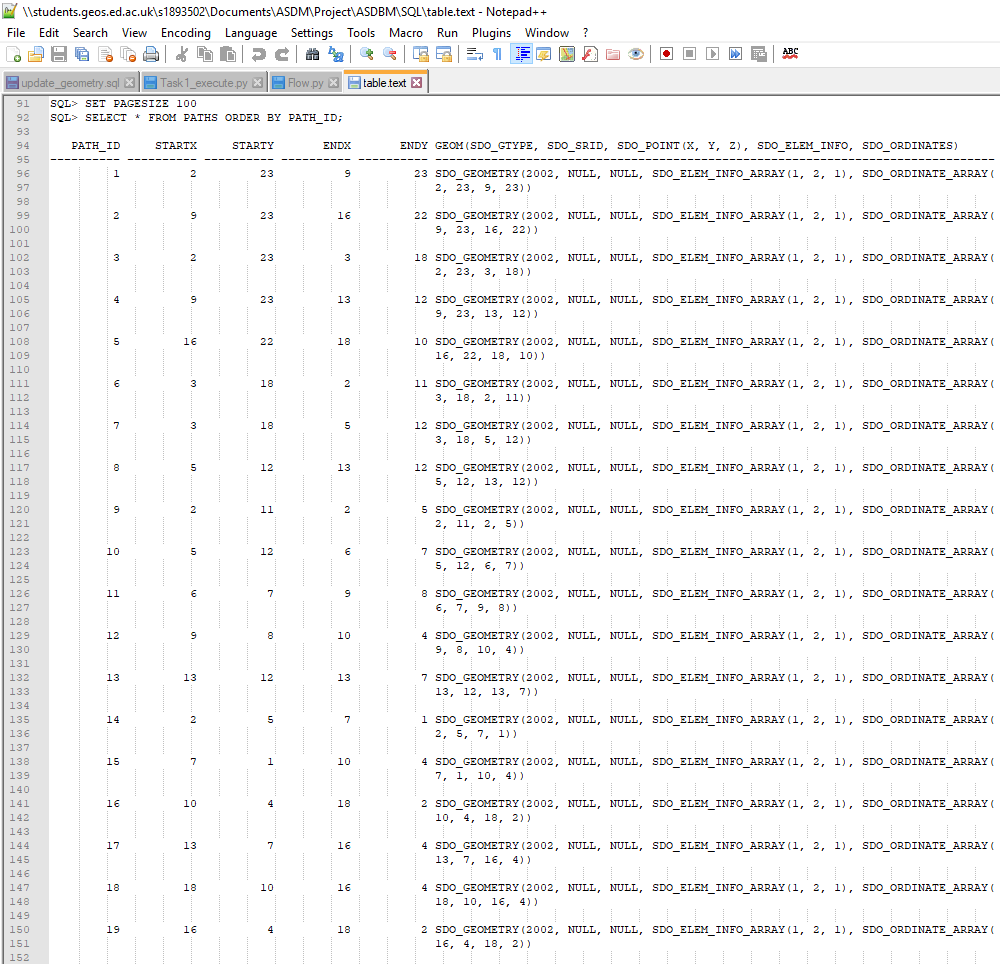 \\students.geos.ed.ac.uk\s1893502\Documents\ASDM\Project\ASDBM\SQL\table.text - Notepad++
File Edit Search View Encoding Language Settings Tools Macro Run Plugins Window ?
ABC
update_geometry.sql Task1_execute.py Flow.py table.text
91 SQL> SET PAGESIZE 100
92 SQL> SELECT * FROM PATHS ORDER BY PATH_ID;
93
94 PATH_ID STARTX STARTY ENDX ENDY GEOM(SDO_GTYPE, SDO_SRID, SDO_POINT(X, Y, Z), SDO_ELEM_INFO, SDO_ORDINATES)
95 ---------- ---------- ---------- ---------- ---------- --------------------------------------------------------------------------------
96 1 2 23 9 23 SDO_GEOMETRY(2002, NULL, NULL, SDO_ELEM_INFO_ARRAY(1, 2, 1), SDO_ORDINATE_ARRAY(
97 2, 23, 9, 23))
98
99 2 9 23 16 22 SDO_GEOMETRY(2002, NULL, NULL, SDO_ELEM_INFO_ARRAY(1, 2, 1), SDO_ORDINATE_ARRAY(
100 9, 23, 16, 22))
101
102 3 2 23 3 18 SDO_GEOMETRY(2002, NULL, NULL, SDO_ELEM_INFO_ARRAY(1, 2, 1), SDO_ORDINATE_ARRAY(
103 2, 23, 3, 18))
104
105 4 9 23 13 12 SDO_GEOMETRY(2002, NULL, NULL, SDO_ELEM_INFO_ARRAY(1, 2, 1), SDO_ORDINATE_ARRAY(
106 9, 23, 13, 12))
107
108 5 16 22 18 10 SDO_GEOMETRY(2002, NULL, NULL, SDO_ELEM_INFO_ARRAY(1, 2, 1), SDO_ORDINATE_ARRAY(
109 16, 22, 18, 10))
110
111 6 3 18 2 11 SDO_GEOMETRY(2002, NULL, NULL, SDO_ELEM_INFO_ARRAY(1, 2, 1), SDO_ORDINATE_ARRAY(
112 3, 18, 2, 11))
113
114 7 3 18 5 12 SDO_GEOMETRY(2002, NULL, NULL, SDO_ELEM_INFO_ARRAY(1, 2, 1), SDO_ORDINATE_ARRAY(
115 3, 18, 5, 12))
116
117 8 5 12 13 12 SDO_GEOMETRY(2002, NULL, NULL, SDO_ELEM_INFO_ARRAY(1, 2, 1), SDO_ORDINATE_ARRAY(
118 5, 12, 13, 12))
119
120 9 2 11 2 5 SDO_GEOMETRY(2002, NULL, NULL, SDO_ELEM_INFO_ARRAY(1, 2, 1), SDO_ORDINATE_ARRAY(
121 2, 11, 2, 5))
122
123 10 5 12 6 7 SDO_GEOMETRY(2002, NULL, NULL, SDO_ELEM_INFO_ARRAY(1, 2, 1), SDO_ORDINATE_ARRAY(
124 5, 12, 6, 7))
125
126 11 6 7 9 8 SDO_GEOMETRY(2002, NULL, NULL, SDO_ELEM_INFO_ARRAY(1, 2, 1), SDO_ORDINATE_ARRAY(
127 6, 7, 9, 8))
128
129 12 9 8 10 4 SDO_GEOMETRY(2002, NULL, NULL, SDO_ELEM_INFO_ARRAY(1, 2, 1), SDO_ORDINATE_ARRAY(
130 9, 8, 10, 4))
131
132 13 13 12 13 7 SDO_GEOMETRY(2002, NULL, NULL, SDO_ELEM_INFO_ARRAY(1, 2, 1), SDO_ORDINATE_ARRAY(
133 13, 12, 13, 7))
134
135 14 2 5 7 1 SDO_GEOMETRY(2002, NULL, NULL, SDO_ELEM_INFO_ARRAY(1, 2, 1), SDO_ORDINATE_ARRAY(
136 2, 5, 7, 1))
137
138 15 7 1 10 4 SDO_GEOMETRY(2002, NULL, NULL, SDO_ELEM_INFO_ARRAY(1, 2, 1), SDO_ORDINATE_ARRAY(
139 7, 1, 10, 4))
140
141 16 10 4 18 2 SDO_GEOMETRY(2002, NULL, NULL, SDO_ELEM_INFO_ARRAY(1, 2, 1), SDO_ORDINATE_ARRAY(
142 10, 4, 18, 2))
143
144 17 13 7 16 4 SDO_GEOMETRY(2002, NULL, NULL, SDO_ELEM_INFO_ARRAY(1, 2, 1), SDO_ORDINATE_ARRAY(
145 13, 7, 16, 4))
146
147 18 18 10 16 4 SDO_GEOMETRY(2002, NULL, NULL, SDO_ELEM_INFO_ARRAY(1, 2, 1), SDO_ORDINATE_ARRAY(
148 18, 10, 16, 4))
149
150 19 16 4 18 2 SDO_GEOMETRY(2002, NULL, NULL, SDO_ELEM_INFO_ARRAY(1, 2, 1), SDO_ORDINATE_ARRAY(
151 16, 4, 18, 2))
152